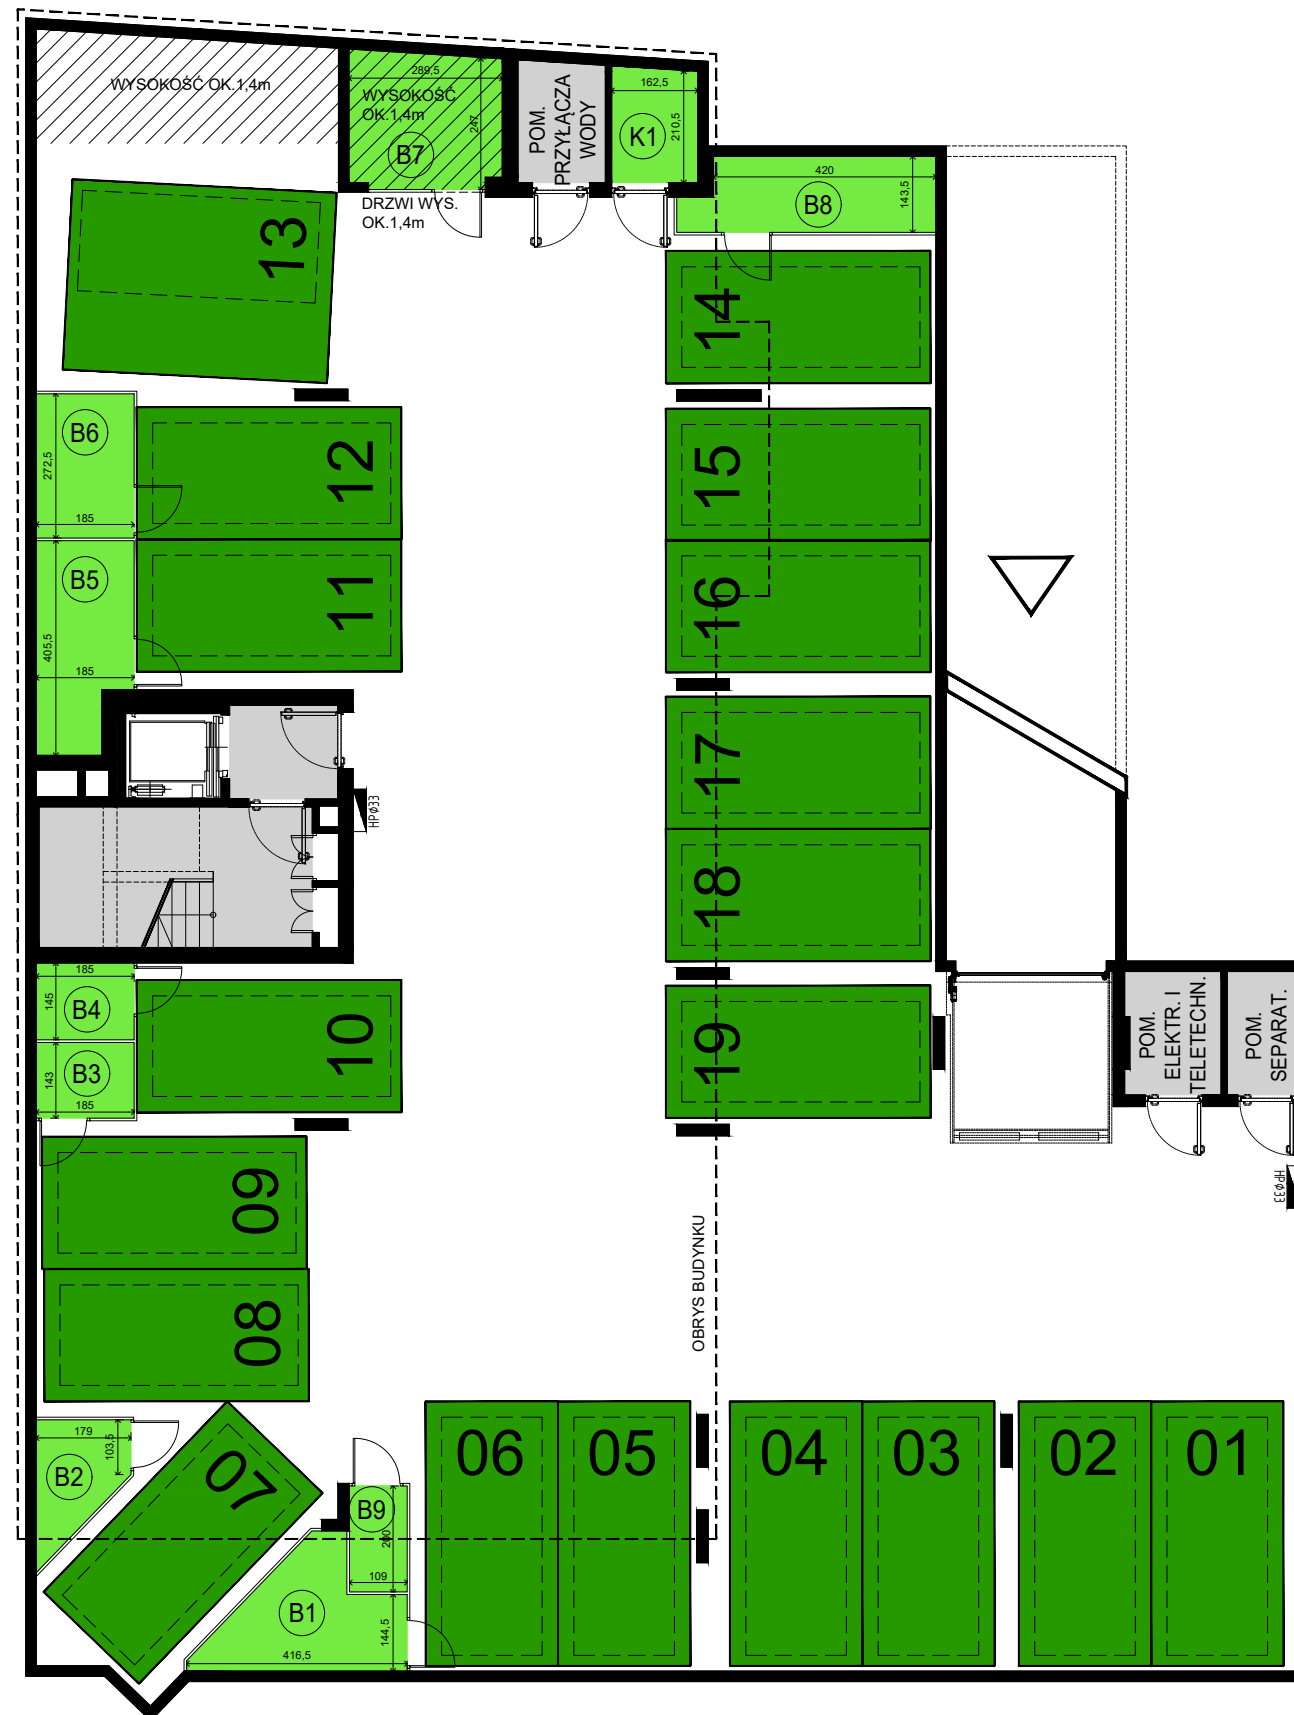 WYSOKOŚĆ OK.1,4m
289,5
WYSOKOŚĆ
OK.1,4m
247
B7
DRZWI WYS.
OK.1,4m
POM.
PRZYŁĄCZA
WODY
162,5
210,5
K1
420
143,5
B8
13
14
B6
272,5
185
12
15
B5
405,5
185
11
16
17
HPφ33
18
185
145
B4
10
19
143
B3
185
POM.
ELEKTR. I
TELETECHN.
POM.
SEPARAT.
HPφ33
09
08
OBRYS BUDYNKU
179
103,5
B2
07
B9
200
109
B1
144,5
416,5
06
05
04
03
02
01